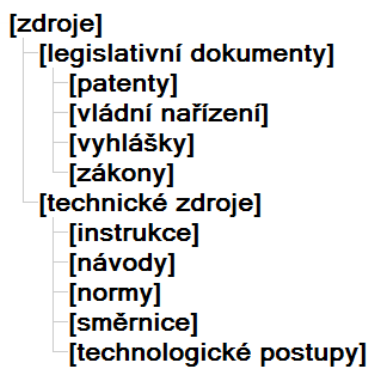 [zdroje]
[legislativní dokumenty]
[patenty]
[vládní nařízení]
[vyhlášky]
[zákony]
[technické zdroje]
[instrukce]
[návody]
[normy]
[směrnice]
[technologické postupy]